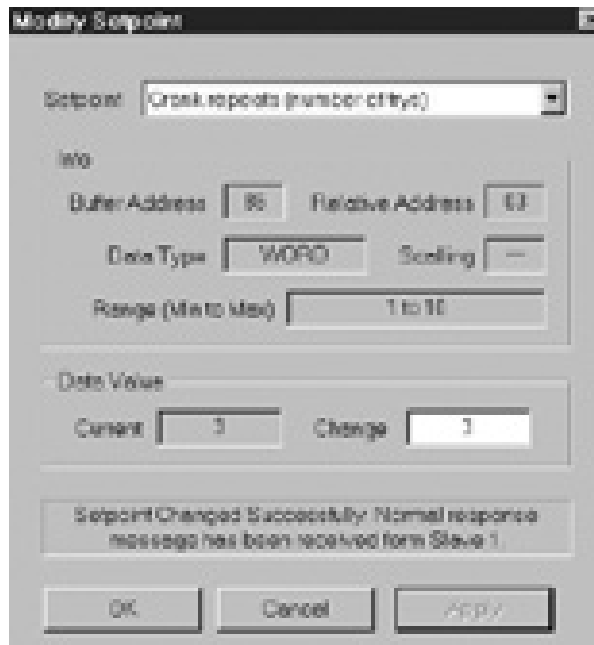 Modify Setpoint
Setpoint Crank repeats (number of trys)
Info
Buffer Address Relative Address
Data Type WORD Scaling ---
Range (Min to Max) 1 to 10
Data Value
Current 3 Change 3
Setpoint Changed Successfully. Normal response
message has been received form Slave 1.
OK Cancel Apply